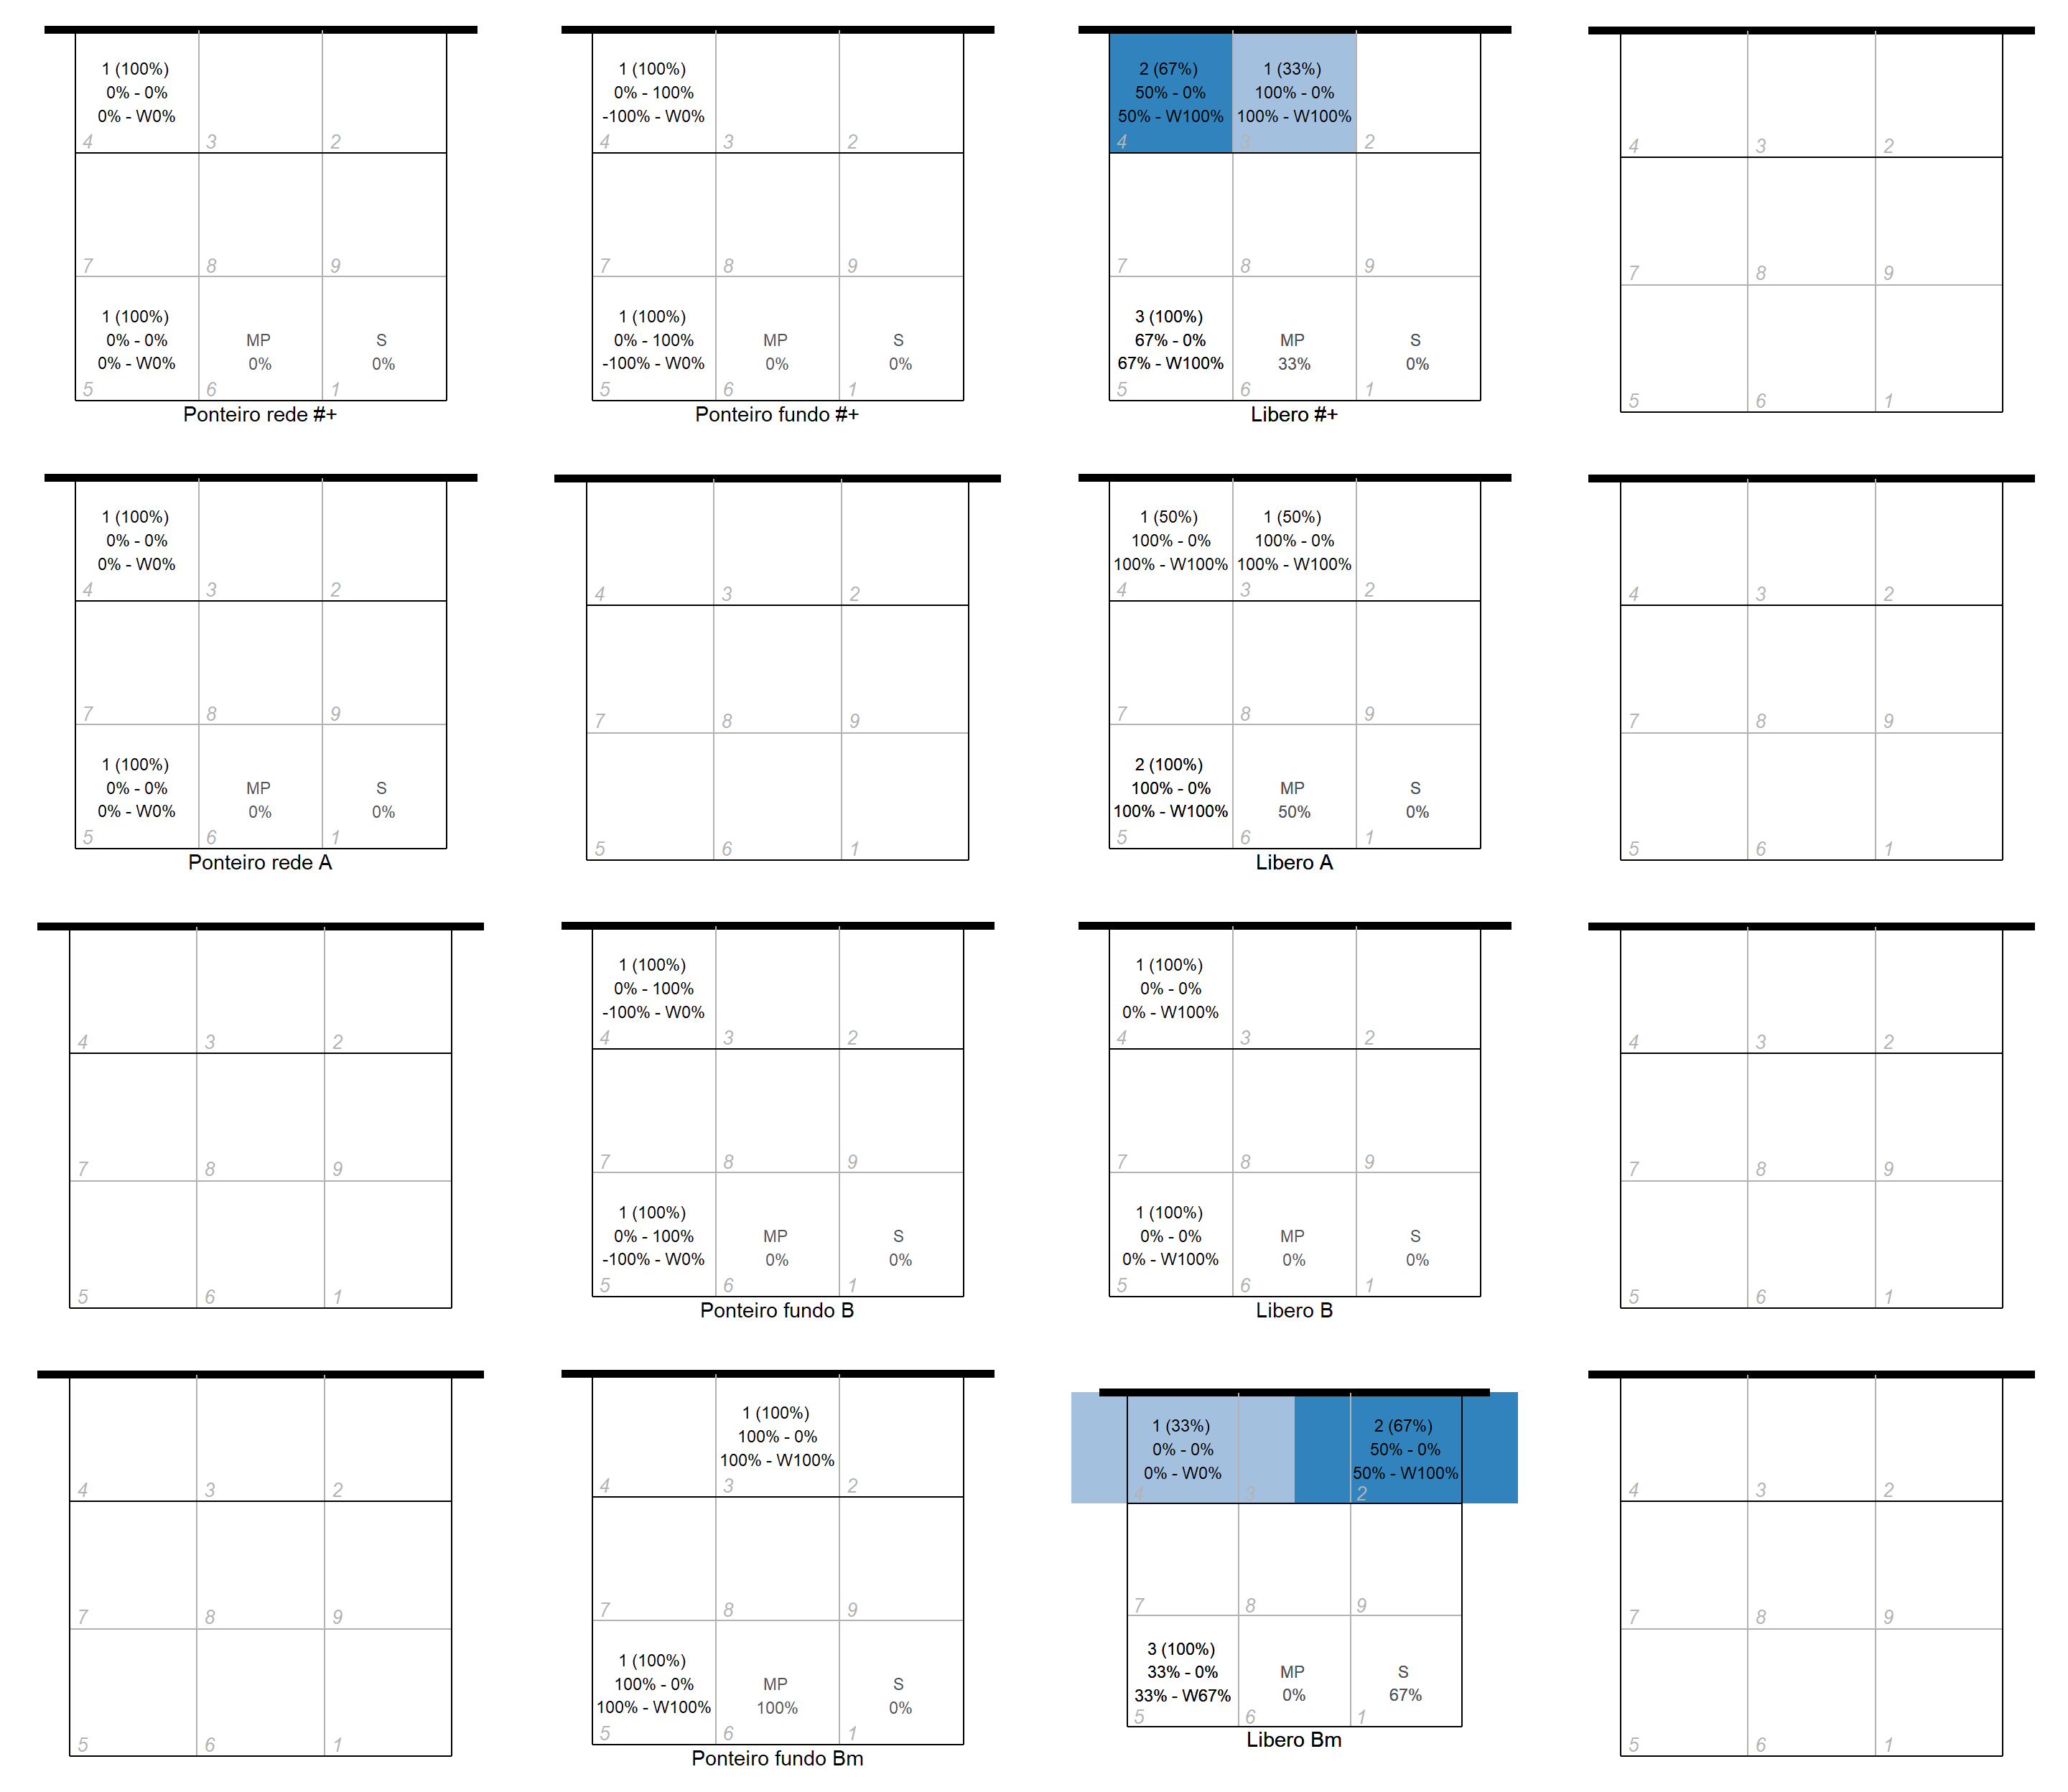 1 (100%)
0% - 0%
0% - W0%
4 3 2
7 8 9
1 (100%)
0% - 0%
0% - W0%
MP
0%
S
0%
5 6 1
Ponteiro rede #+
1 (100%)
0% - 100%
-100% - W0%
4 3 2
7 8 9
1 (100%)
0% - 100%
-100% - W0%
MP
0%
S
0%
5 6 1
Ponteiro fundo #+
2 (67%)
50% - 0%
50% - W100%
1 (33%)
100% - 0%
100% - W100%
4 3 2
7 8 9
3 (100%)
67% - 0%
67% - W100%
MP
33%
S
0%
5 6 1
Libero #+
4 3 2
7 8 9
5 6 1
1 (100%)
0% - 0%
0% - W0%
4 3 2
7 8 9
1 (100%)
0% - 0%
0% - W0%
MP
0%
S
0%
5 6 1
Ponteiro rede A
4 3 2
7 8 9
5 6 1
1 (50%)
100% - 0%
100% - W100%
1 (50%)
100% - 0%
100% - W100%
4 3 2
7 8 9
2 (100%)
100% - 0%
100% - W100%
MP
50%
S
0%
5 6 1
Libero A
4 3 2
7 8 9
5 6 1
4 3 2
7 8 9
5 6 1
1 (100%)
0% - 100%
-100% - W0%
4 3 2
7 8 9
1 (100%)
0% - 100%
-100% - W0%
MP
0%
S
0%
5 6 1
Ponteiro fundo B
1 (100%)
0% - 0%
0% - W100%
4 3 2
7 8 9
1 (100%)
0% - 0%
0% - W100%
MP
0%
S
0%
5 6 1
Libero B
4 3 2
7 8 9
5 6 1
4 3 2
7 8 9
5 6 1
1 (100%)
100% - 0%
100% - W100%
4 3 2
7 8 9
1 (100%)
100% - 0%
100% - W100%
MP
100%
S
0%
5 6 1
Ponteiro fundo Bm
1 (33%)
0% - 0%
0% - W0%
2 (67%)
50% - 0%
50% - W100%
4 3 2
7 8 9
3 (100%)
33% - 0%
33% - W67%
MP
0%
S
67%
5 6 1
Libero Bm
4 3 2
7 8 9
5 6 1